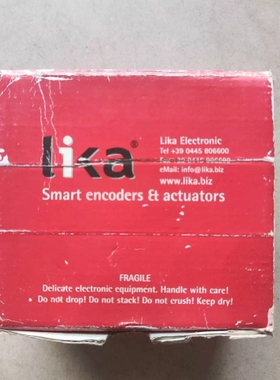 lika®
Lika Electronic
Tel +39 0445 806600
eMail: info@lika.biz
www.lika.biz
Smart encoders & actuators
FRAGILE
Delicate electronic equipment. Handle with care!
Do not drop! Do not stack! Do not crush! Keep dry!